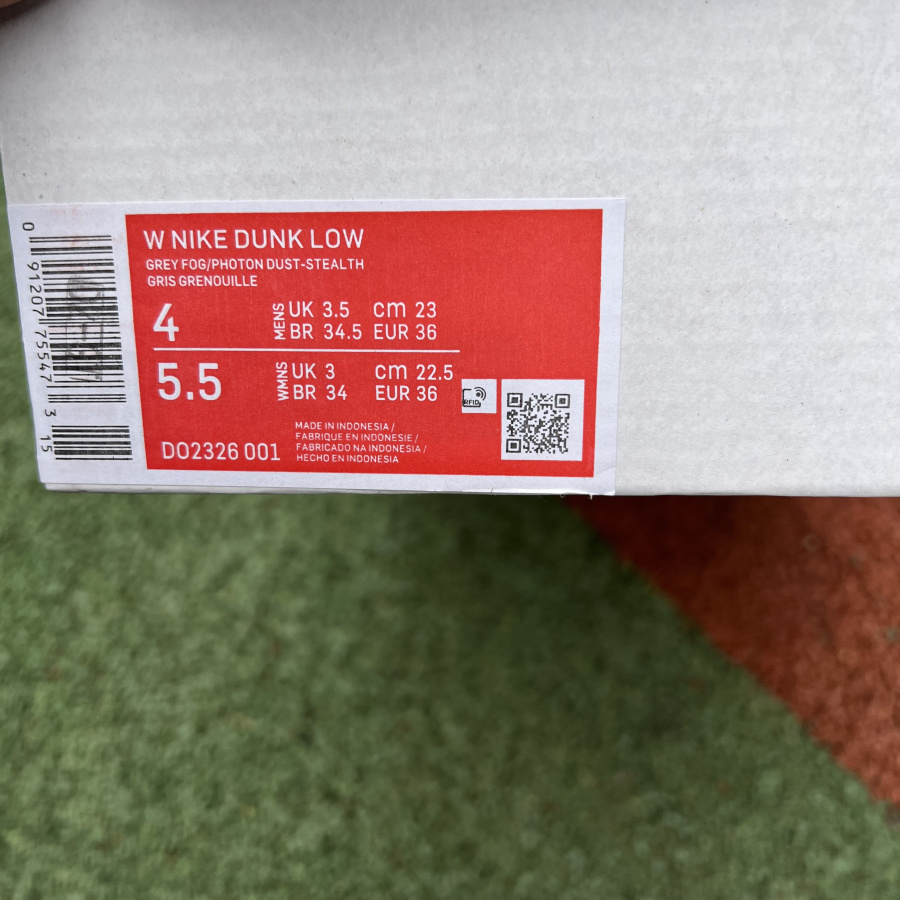 0 91207 75547 3 15
W NIKE DUNK LOW
GREY FOG/PHOTON DUST-STEALTH
GRIS GRENOUILLE
4
MENS
UK 3.5 cm 23
BR 34.5 EUR 36
5.5
WMNS
UK 3 cm 22.5
BR 34 EUR 36
RFID
DO2326 001
MADE IN INDONESIA /
FABRIQUE EN INDONESIE /
FABRICADO NA INDONESIA /
HECHO EN INDONESIA